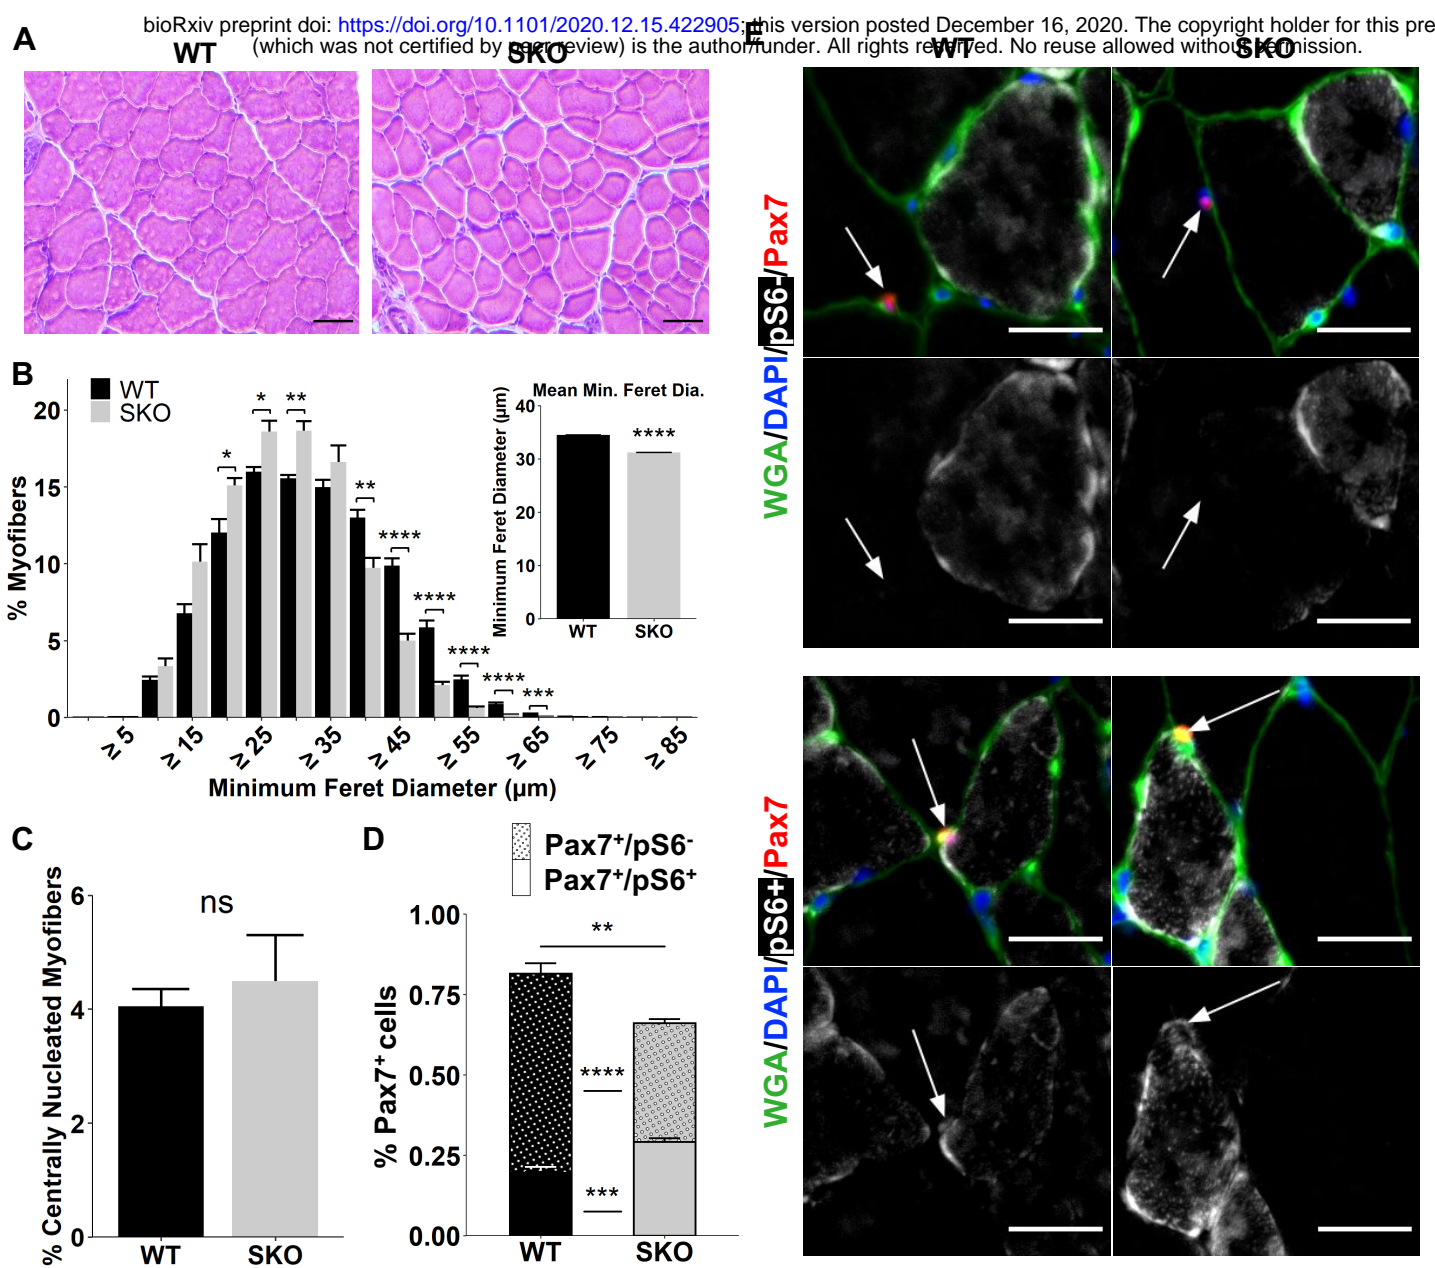 bioRxiv preprint doi: https://doi.org/10.1101/2020.12.15.422905; this version posted December 16, 2020. The copyright holder for this pre
(which was not certified by peer review) is the author/funder. All rights reserved. No reuse allowed without permission.
A
WT
SKO
B
WT
SKO
% Myofibers
20
15
10
5
0
*
*
**
**
****
****
****
****
***
≥ 5
≥ 15
≥ 25
≥ 35
≥ 45
≥ 55
≥ 65
≥ 75
≥ 85
Minimum Feret Diameter (μm)
Mean Min. Feret Dia.
Minimum Feret Diameter (μm)
40
30
20
10
0
****
WT
SKO
C
% Centrally Nucleated Myofibers
6
4
2
0
ns
WT
SKO
D
Pax7+/pS6-
Pax7+/pS6+
% Pax7+ cells
1.00
0.75
0.50
0.25
0.00
**
****
***
WT
SKO
E
WT
SKO
WGA/DAPI/pS6-/Pax7
WGA/DAPI/pS6+/Pax7